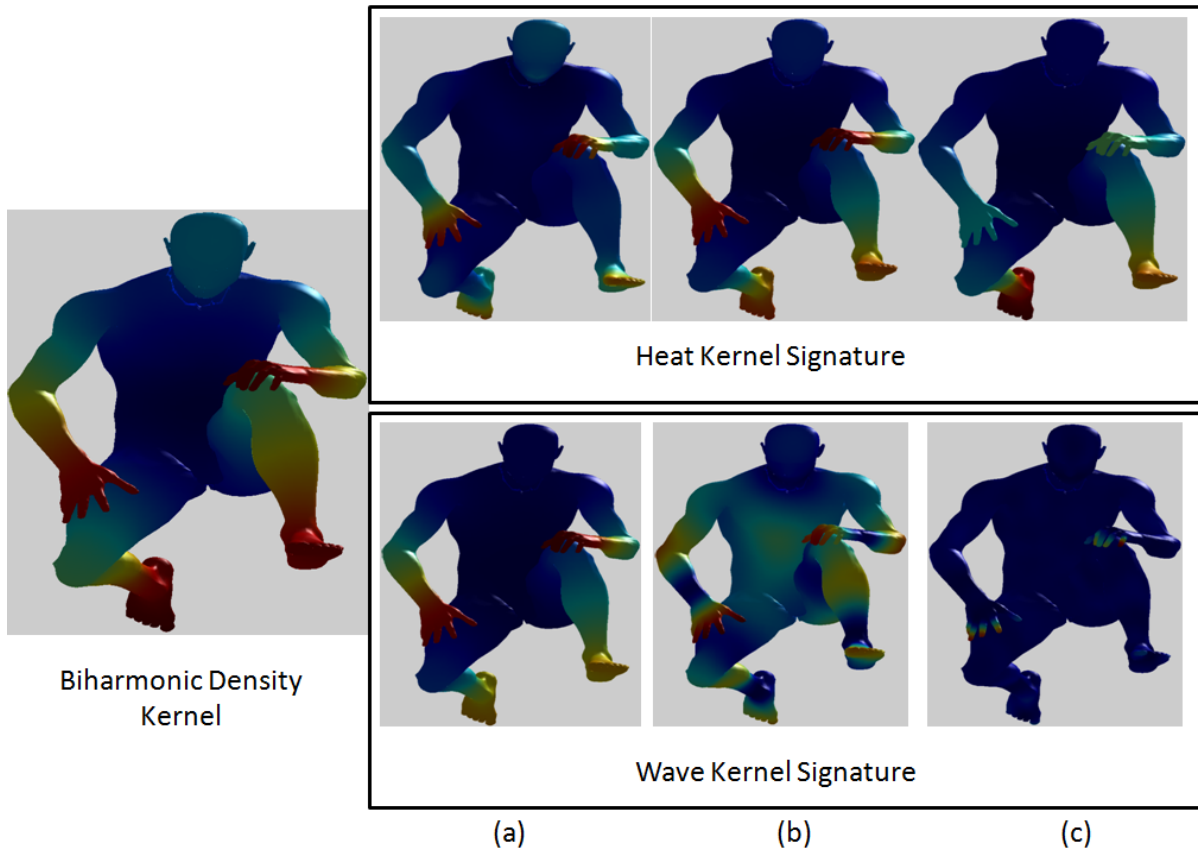 Heat Kernel Signature
Biharmonic Density
Kernel
Wave Kernel Signature
(a)
(b)
(c)